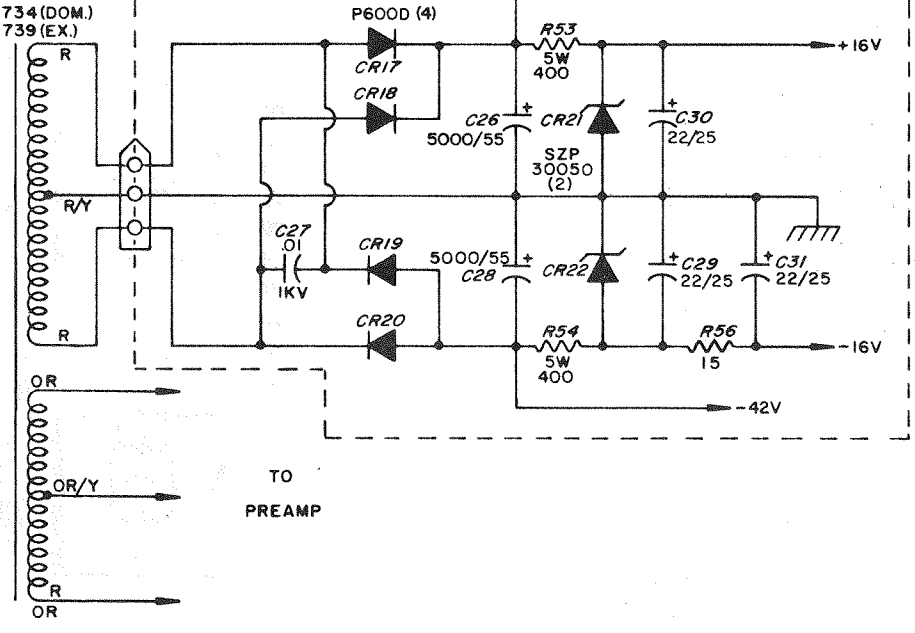 734 (DOM.)
739 (EX.)
R
P600D (4)
CR17
CR18
R53
5W
400
+16V
C26
5000/55
CR21
SZP
30050
(2)
C30
22/25
R/Y
C27
.01
1KV
CR19
5000/55
C28
CR22
C29
22/25
C31
22/25
R
CR20
R54
5W
400
R56
15
-16V
-42V
OR
OR/Y
TO
PREAMP
R
OR
+
+
+
+
+